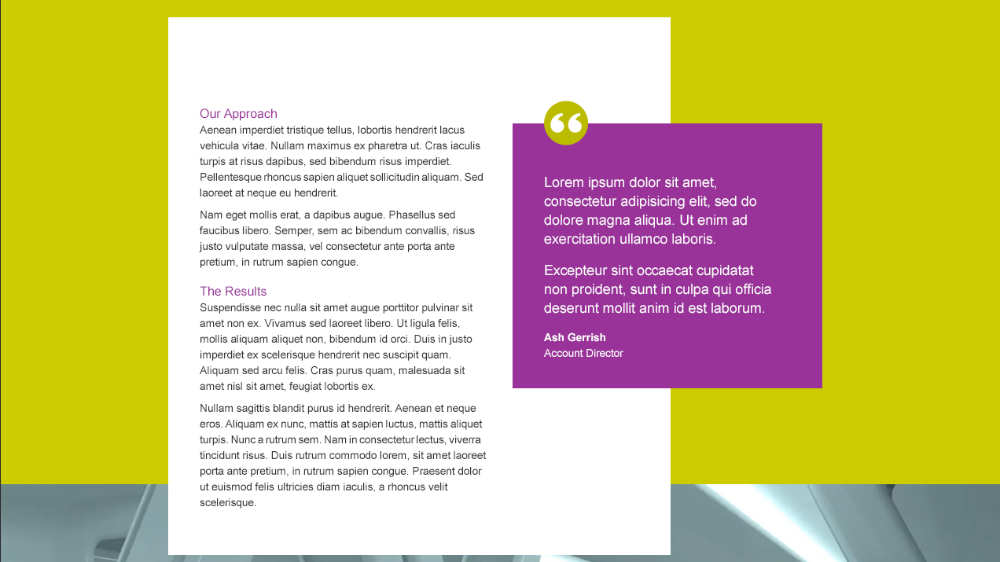 Our Approach
Aenean imperdiet tristique tellus, lobortis hendrerit lacus
vehicula vitae. Nullam maximus ex pharetra ut. Cras iaculis
turpis at risus dapibus, sed bibendum risus imperdiet.
Pellentesque rhoncus sapien aliquet sollicitudin aliquam. Sed
laoreet at neque eu hendrerit.
Nam eget mollis erat, a dapibus augue. Phasellus sed
faucibus libero. Semper, sem ac bibendum convallis, risus
justo vulputate massa, vel consectetur ante porta ante
pretium, in rutrum sapien congue.
The Results
Suspendisse nec nulla sit amet augue porttitor pulvinar sit
amet non ex. Vivamus sed laoreet libero. Ut ligula felis,
mollis aliquam aliquet non, bibendum id orci. Duis in justo
imperdiet ex scelerisque hendrerit nec suscipit quam.
Aliquam sed arcu felis. Cras purus quam, malesuada sit
amet nisl sit amet, feugiat lobortis ex.
Nullam sagittis blandit purus id hendrerit. Aenean et neque
eros. Aliquam ex nunc, mattis at sapien luctus, mattis aliquet
turpis. Nunc a rutrum sem. Nam in consectetur lectus, viverra
tincidunt risus. Duis rutrum commodo lorem, sit amet laoreet
porta ante pretium, in rutrum sapien congue. Praesent dolor
ut euismod felis ultricies diam iaculis, a rhoncus velit
scelerisque.
“
Lorem ipsum dolor sit amet,
consectetur adipisicing elit, sed do
dolore magna aliqua. Ut enim ad
exercitation ullamco laboris.
Excepteur sint occaecat cupidatat
non proident, sunt in culpa qui officia
deserunt mollit anim id est laborum.
Ash Gerrish
Account Director